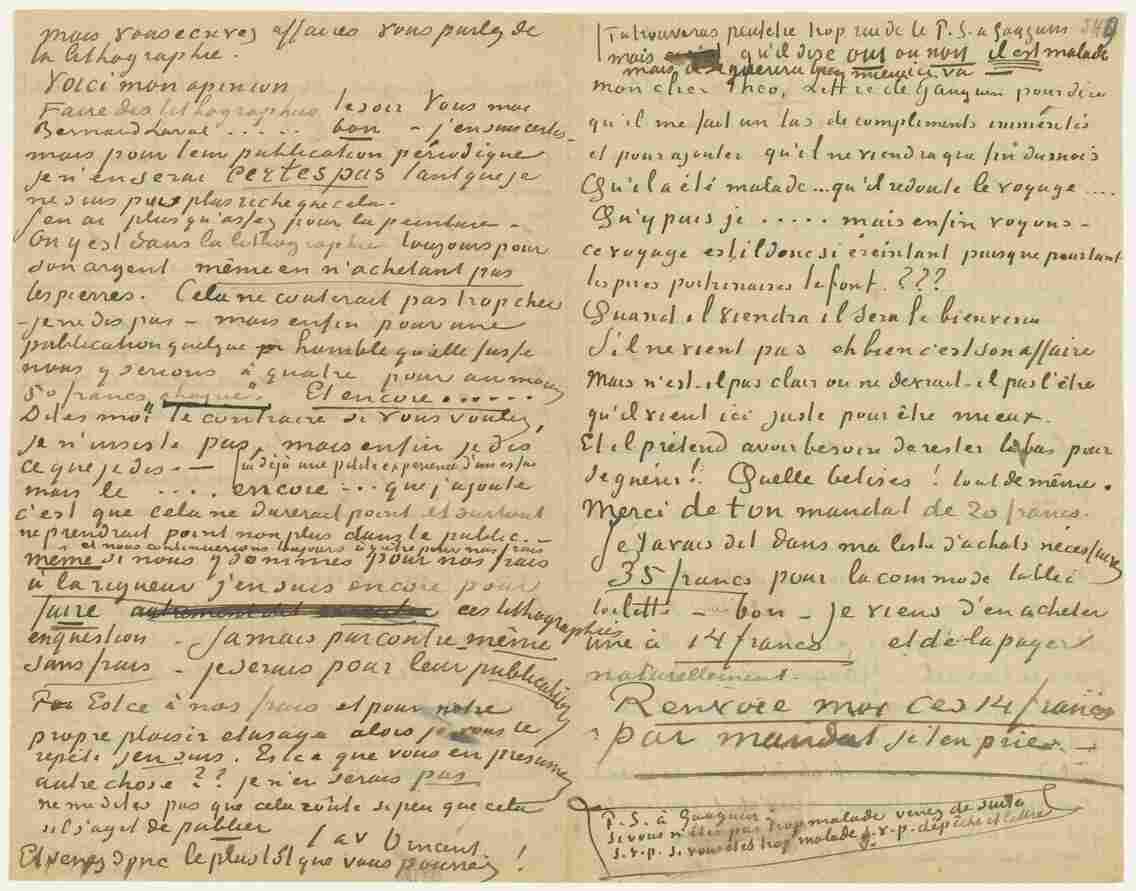 mais vous ecrivez affaires vous parlez de
la lithographie.
Voici mon opinion
Faire des lithographies le soir Vous moi
Bernard Laval ..... bon – j'en suis certes –
mais pour leur publication périodique
je n'en serai certes pas tant que je
ne suis pas plus riche que cela.
j'en ai plus qu'assez pour la peinture –
On y est dans la lithographie toujours pour
son argent même en n'achetant pas
les pierres. Cela ne couterait pas trop cher
– je ne dis pas – mais enfin pour une
publication quelque humble qu'elle fusse
nous y serions à quatre pour au moins
50 francs chaque". Et encore ......
Dites moi "le contraire si vous voulez,
je n'insiste pas, mais enfin je dis
ce que je dis. – (j'ai déjà une petite experience d'un essai
mais le .... encore ... que j'ajoute
c'est que cela ne durerait point et surtout
ne prendrait point non plus dans le public. –
et nous continuerions toujours à être pour nos frais
même si nous y sommes pour nos frais
à la rigueur j'en suis encore pour
faire ces lithographies
en question – Jamais par contre même
sans frais – je serais pour leur publication
Est ce à nos frais et pour notre
propre plaisir et usage alors je vous le
repète j'en suis. Est ce que vous en présumez
autre chose ?? je n'en serais pas
ne me dites pas que cela coûte si peu que cela
si il s'agit de publier
t. à v. Vincent
Et venez donc le plus tôt que vous pourrez !
Tu trouveras peutetre trop rude le P.S. à Gauguin
mais qu'il dise oui ou non il est malade
mais il se guerira bien mieux ici va
mon cher Theo, Lettre de Gauguin pour dire
qu'il me fait un tas de compliments immérités
et pour ajouter qu'il ne viendra que fin du mois
Qu'il a été malade ... qu'il redoute le voyage ....
Qu'y puis je ..... mais enfin voyons –
ce voyage est il donc si éreintant puisque pourtant
les pires poitrinaires le font. ???
Quand il viendra il sera le bienvenu
S'il ne vient pas eh bien c'est son affaire
Mais n'est-il pas clair ou ne devrait-il pas l'être
qu'il vient ici juste pour être mieux.
Et il prétend avoir besoin de rester là bas pour
se guérir! Quelle betises ! tout de même.
Merci de ton mandat de 20 francs.
Je t'avais dit dans ma liste d'achats nécessaires
35 francs pour la commode table à
toilette – bon – je viens d'en acheter
une à 14 francs et de la payer
naturellement.
Renvoie moi ces 14 francs
par mandat je t'en prie. –
P.S. à Gauguin –
si vous n'êtes pas trop malade venez de suite
s.v.p. si vous êtes trop malade s.v.p. dépêche et lettre